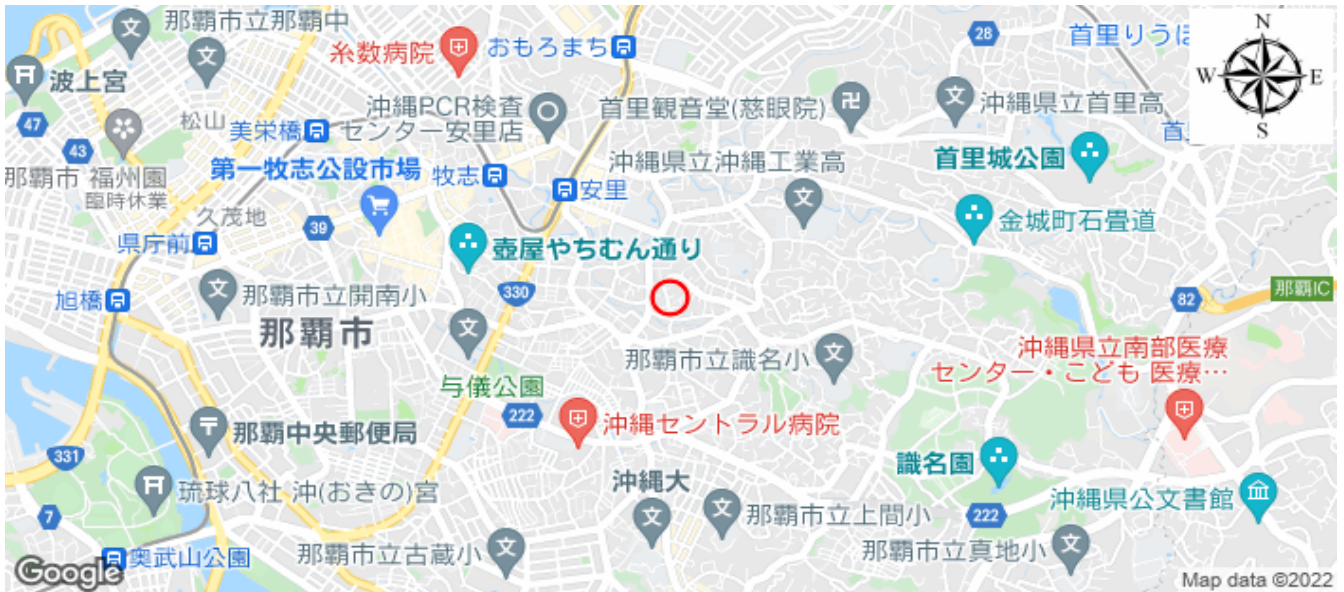 那覇市立那覇中
糸数病院
おもろまち
28
首里りうほ
N
W
E
S
波上宮
沖縄PCR検査
センター安里店
首里観音堂(慈眼院)
沖縄県立首里高
47
松山
美栄橋
43
第一牧志公設市場
牧志
安里
沖縄県立沖縄工業高
首里城公園
那覇市 福州園
臨時休業
久茂地
39
県庁前
壺屋やちむん通り
金城町石畳道
旭橋
那覇市立開南小
330
82
那覇IC
那覇市
那覇市立識名小
沖縄県立南部医療
センター・こども 医療…
与儀公園
222
沖縄セントラル病院
那覇中央郵便局
331
識名園
沖縄大
琉球八社 沖(おきの)宮
沖縄県公文書館
7
那覇市立上間小
222
奥武山公園
那覇市立古蔵小
那覇市立真地小
Google
Map data ©2022